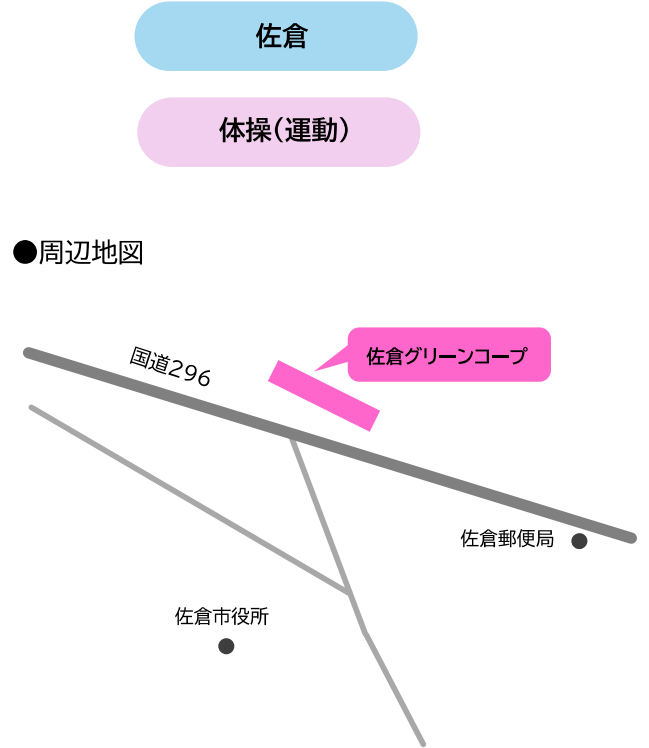 佐倉
体操(運動)
●周辺地図
国道296
佐倉グリーンコープ
佐倉郵便局
佐倉市役所